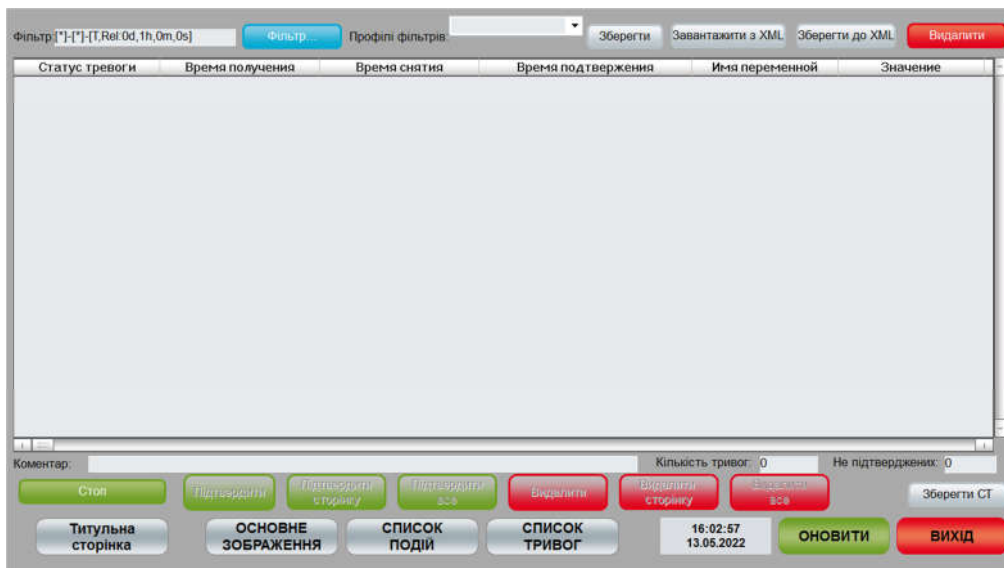 Фільтр:[*]-[*]-[T,Rel:0d,1h,0m,0s] Фільтр... Профілі фільтрів: Зберегти Завантажити з XML Зберегти до XML Видалити
Статус тревоги Время получения Время снятия Время подтвержения Имя переменной Значение
Коментар: Кількість тривог: 0 Не підтверджених: 0
Стоп Підтвердити Підтвердити сторінку Підтвердити все Видалити Видалити сторінку Видалити все Зберегти СТ
Титульна сторінка ОСНОВНЕ ЗОБРАЖЕННЯ СПИСОК ПОДІЙ СПИСОК ТРИВОГ 16:02:57 13.05.2022 ОНОВИТИ ВИХІД